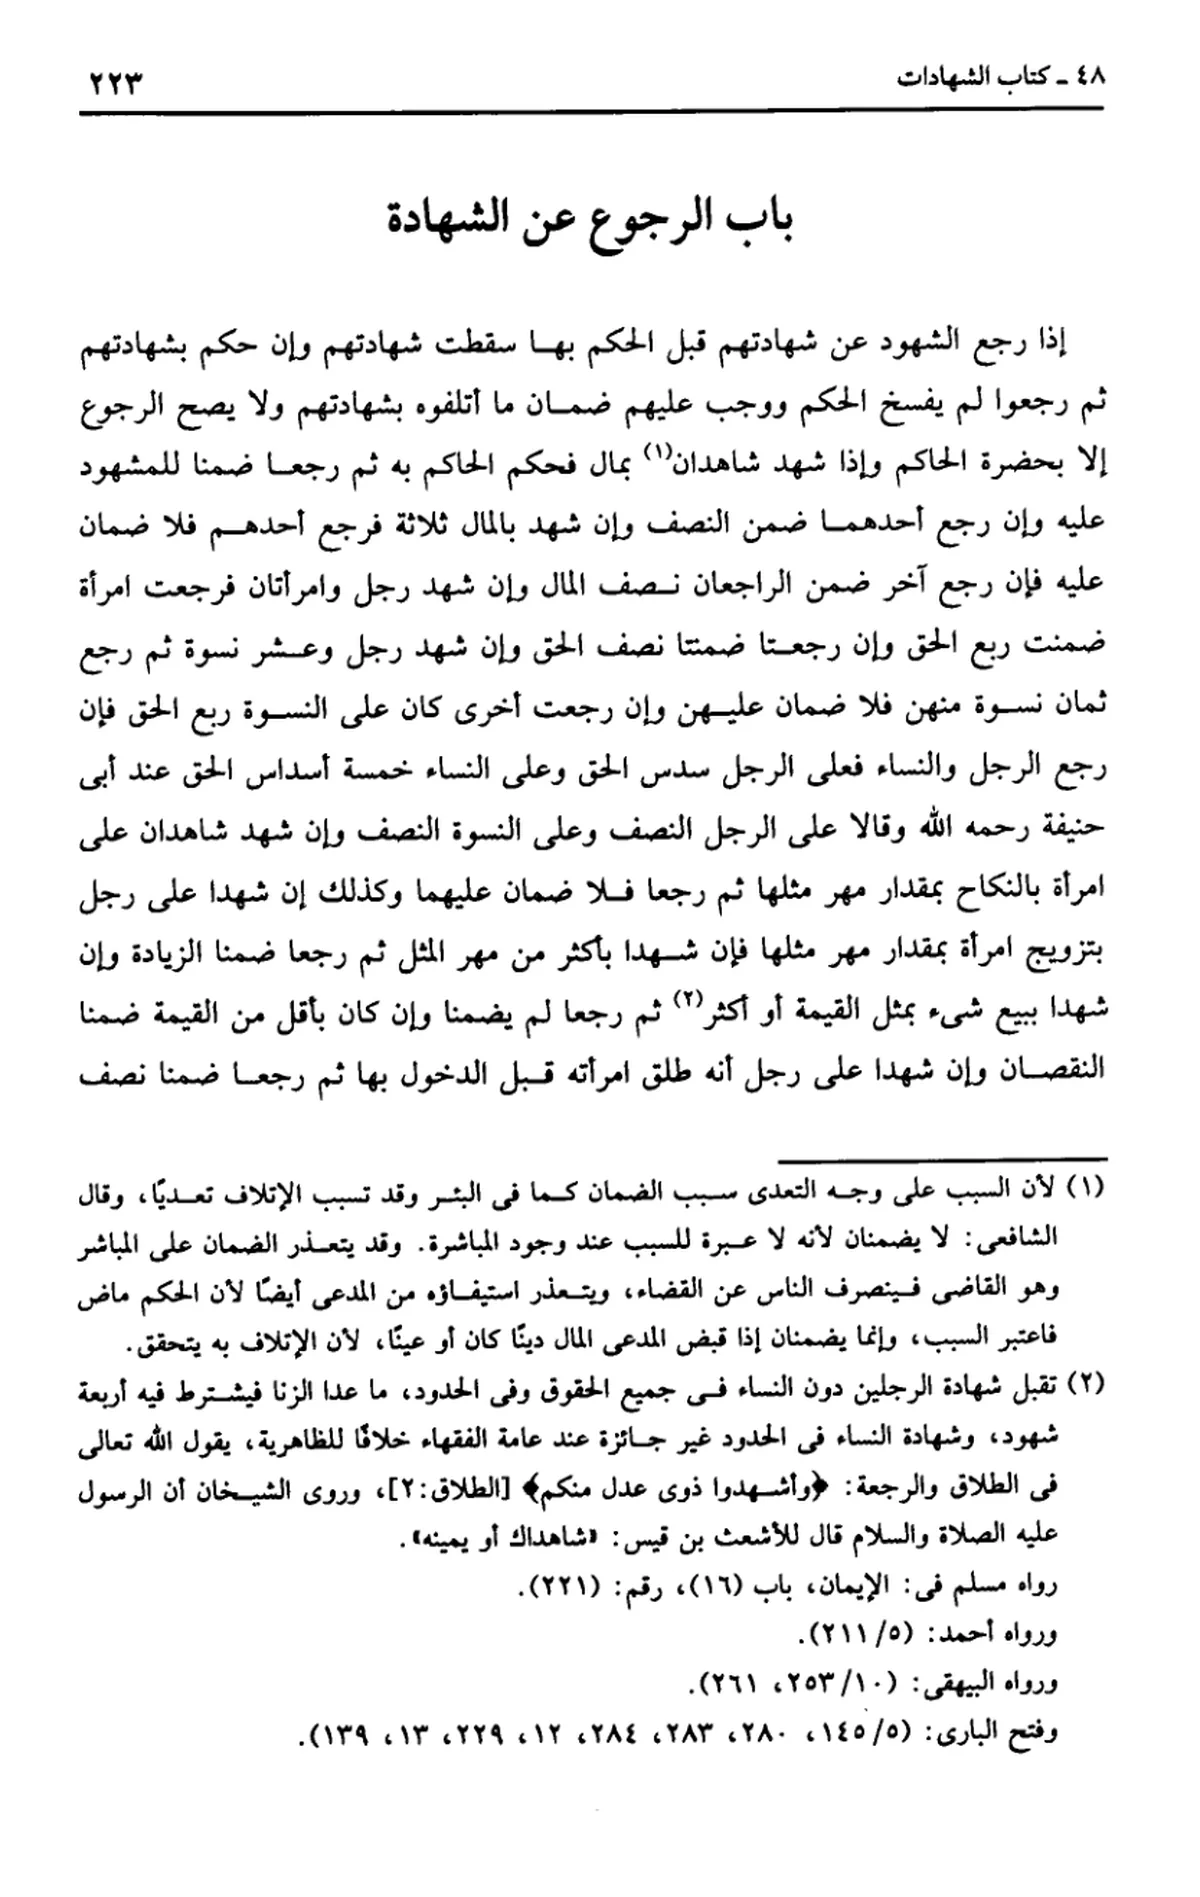 ٤٨ ـ كتاب الشهادات ٢٢٣
باب الرجوع عن الشهادة
إذا رجع الشهود عن شهادتهم قبل الحكم بها سقطت شهادتهم وإن حكم بشهادتهم
ثم رجعوا لم يفسخ الحكم ووجب عليهم ضمان ما أتلفوه بشهادتهم ولا يصح الرجوع
إلا بحضرة الحاكم وإذا شهد شاهدان(١) بمال فحكم الحاكم به ثم رجعا ضمنا للمشهود
عليه وإن رجع أحدهما ضمن النصف وإن شهد بالمال ثلاثة فرجع أحدهم فلا ضمان
عليه فإن رجع آخر ضمن الراجعان نصف المال وإن شهد رجل وامرأتان فرجعت امرأة
ضمنت ربع الحق وإن رجعتا ضمنتا نصف الحق وإن شهد رجل وعشر نسوة ثم رجع
ثمان نسوة منهن فلا ضمان عليهن وإن رجعت أخرى كان على النسوة ربع الحق فإن
رجع الرجل والنساء فعلى الرجل سدس الحق وعلى النساء خمسة أسداس الحق عند أبى
حنيفة رحمه الله وقالا على الرجل النصف وعلى النسوة النصف وإن شهد شاهدان على
امرأة بالنكاح بمقدار مهر مثلها ثم رجعا فلا ضمان عليهما وكذلك إن شهدا على رجل
بتزويج امرأة بمقدار مهر مثلها فإن شهدا بأكثر من مهر المثل ثم رجعا ضمنا الزيادة وإن
شهدا ببيع شىء بمثل القيمة أو أكثر(٢) ثم رجعا لم يضمنا وإن كان بأقل من القيمة ضمنا
النقصان وإن شهدا على رجل أنه طلق امرأته قبل الدخول بها ثم رجعا ضمنا نصف
(١) لأن السبب على وجه التعدى سبب الضمان كما فى البئر وقد تسبب الإتلاف تعديًا، وقال
الشافعى: لا يضمنان لأنه لا عبرة للسبب عند وجود المباشرة. وقد يتعذر الضمان على المباشر
وهو القاضى فينصرف الناس عن القضاء، ويتعذر استيفاؤه من المدعى أيضًا لأن الحكم ماض
فاعتبر السبب، وإنما يضمنان إذا قبض المدعى المال دينًا كان أو عينًا، لأن الإتلاف به يتحقق.
(٢) تقبل شهادة الرجلين دون النساء فى جميع الحقوق وفى الحدود، ما عدا الزنا فيشترط فيه أربعة
شهود، وشهادة النساء فى الحدود غير جائزة عند عامة الفقهاء خلافًا للظاهرية، يقول الله تعالى
فى الطلاق والرجعة: ﴿وأشهدوا ذوى عدل منكم﴾ [الطلاق:٢]، وروى الشيخان أن الرسول
عليه الصلاة والسلام قال للأشعث بن قيس: «شاهداك أو يمينه».
رواه مسلم فى: الإيمان، باب (١٦)، رقم: (٢٢١).
ورواه أحمد: (٥/٢١١).
ورواه البيهقى: (١٠/٢٥٣، ٢٦١).
وفتح البارى: (٥/١٤٥، ٢٨٠، ٢٨٣، ٢٨٤، ١٢، ٢٢٩، ١٣، ١٣٩).